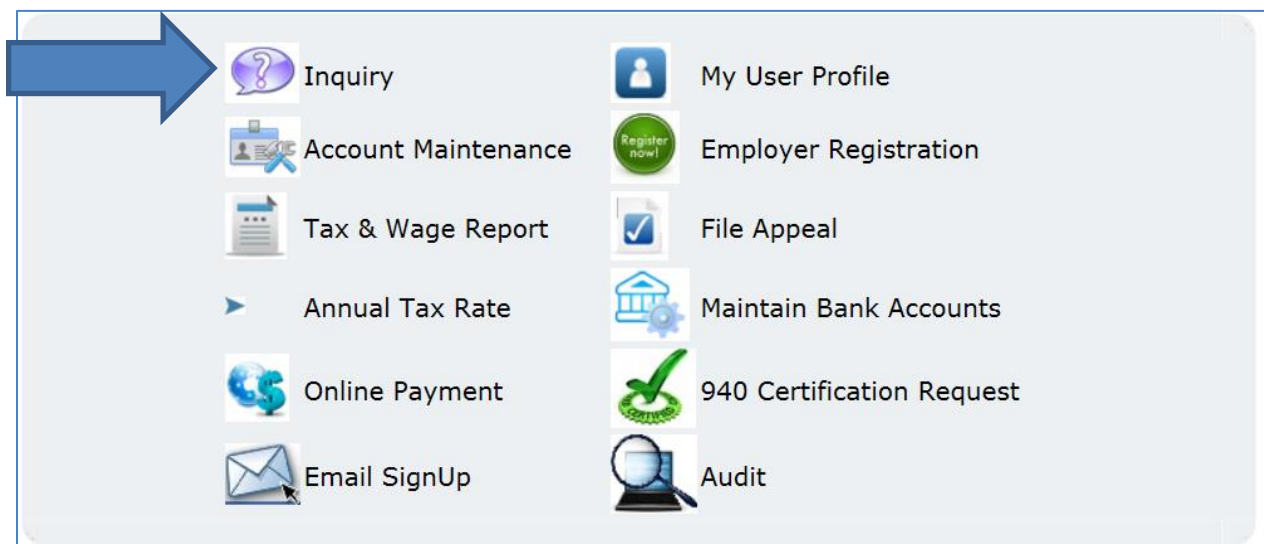 Inquiry
My User Profile
Account Maintenance
Register
now!
Employer Registration
Tax & Wage Report
File Appeal
Annual Tax Rate
Maintain Bank Accounts
Online Payment
CERTIFIED
940 Certification Request
Email SignUp
Audit